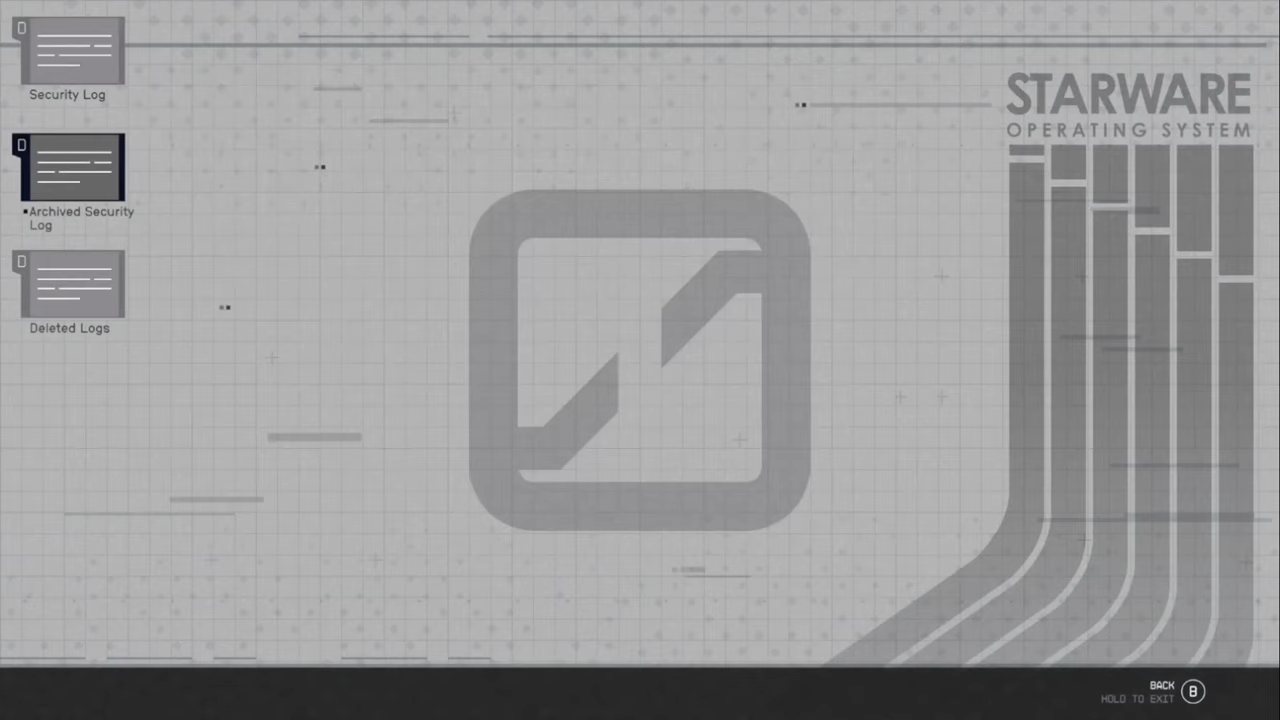 Security Log
Archived Security
Log
Deleted Logs
STARWARE
OPERATING SYSTEM
BACK
HOLD TO EXIT
B